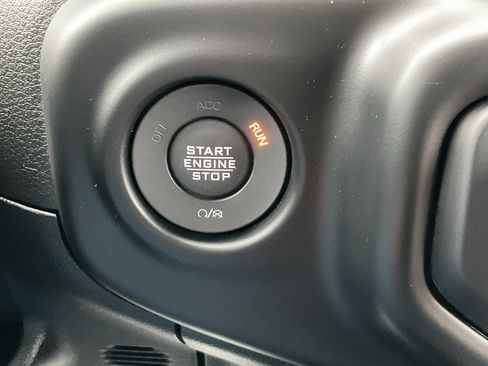 ACC
OFF
RUN
START
ENGINE
STOP